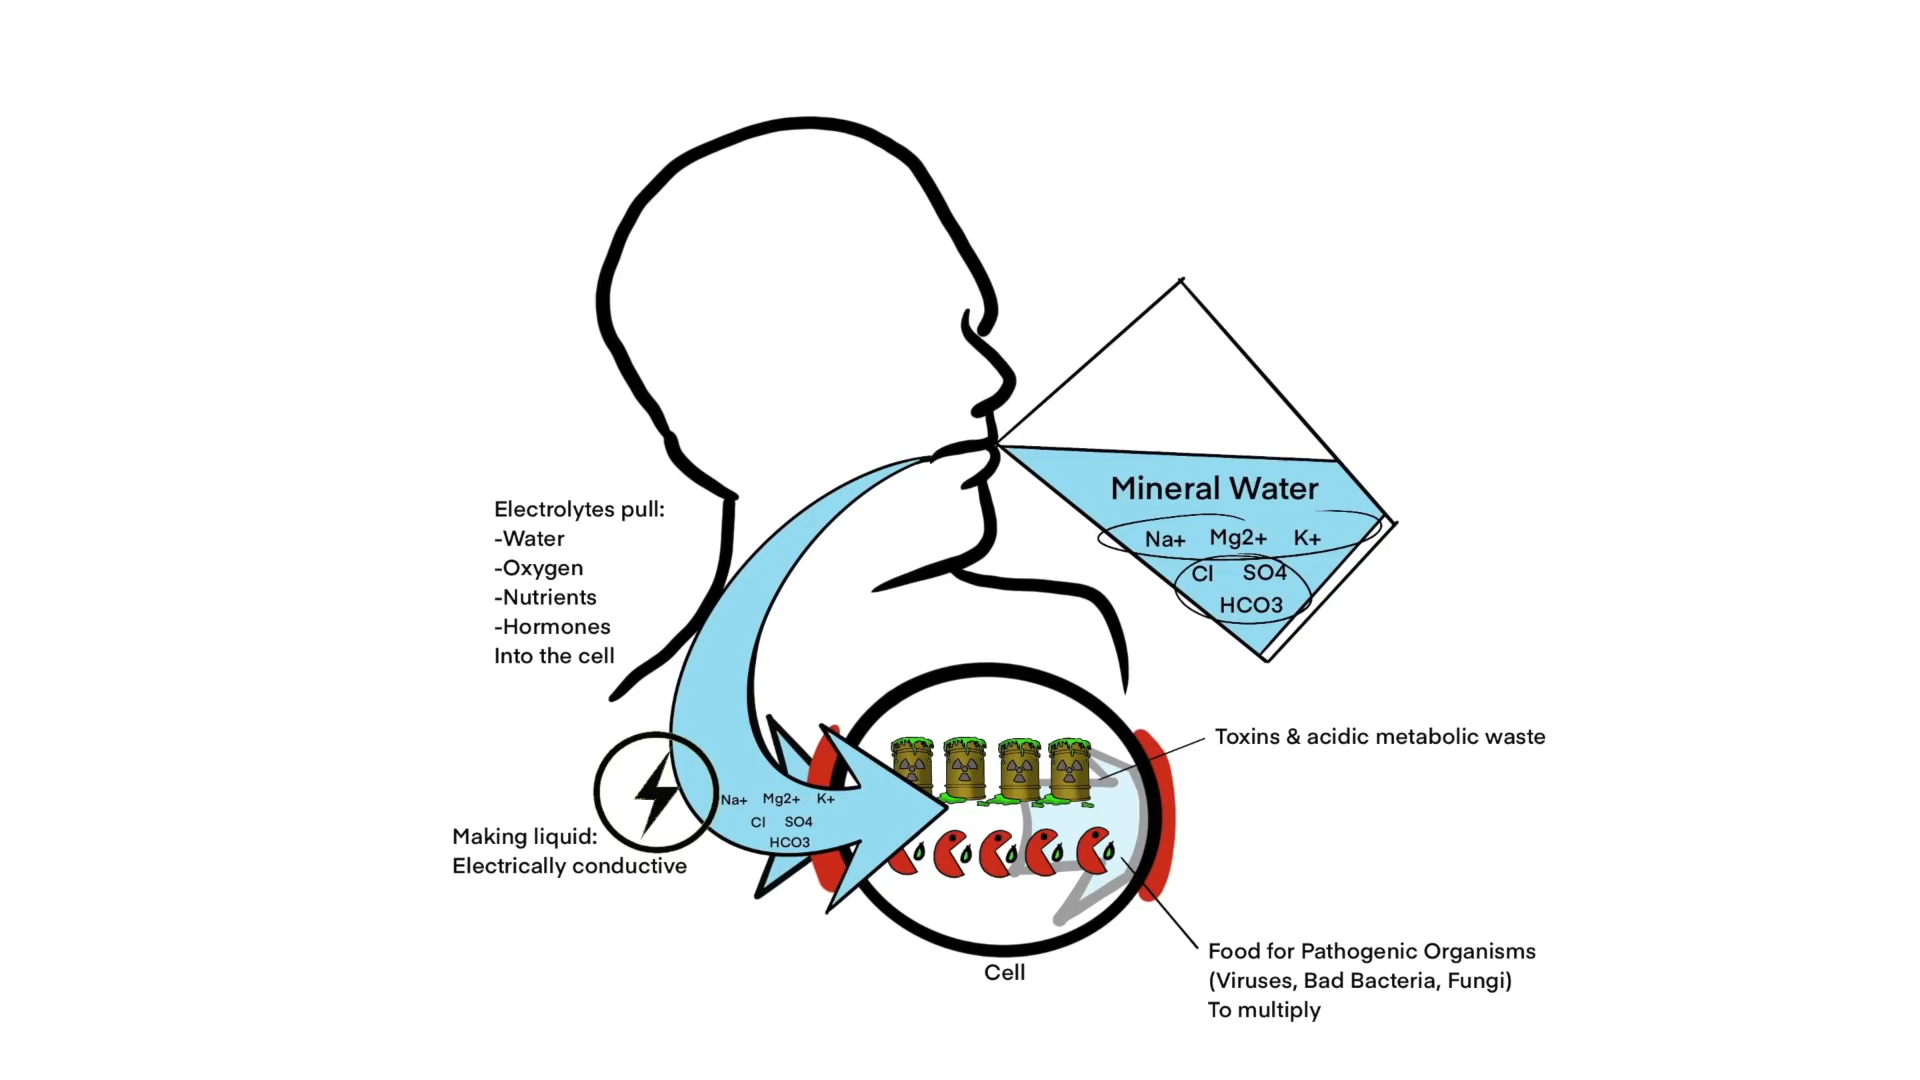 Mineral Water
Na+ Mg2+ K+
Cl SO4
HCO3
Electrolytes pull:
-Water
-Oxygen
-Nutrients
-Hormones
Into the cell
Making liquid:
Electrically conductive
Na+ Mg2+ K+
Cl SO4
HCO3
Toxins & acidic metabolic waste
Cell
Food for Pathogenic Organisms
(Viruses, Bad Bacteria, Fungi)
To multiply